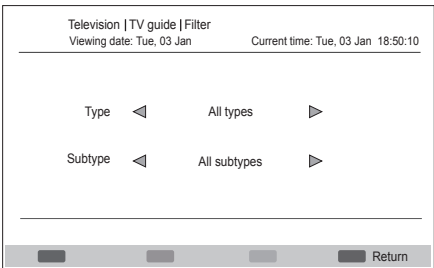 Television | TV guide | Filter
Viewing date: Tue, 03 Jan Current time: Tue, 03 Jan 18:50:10
Type All types
Subtype All subtypes
Return